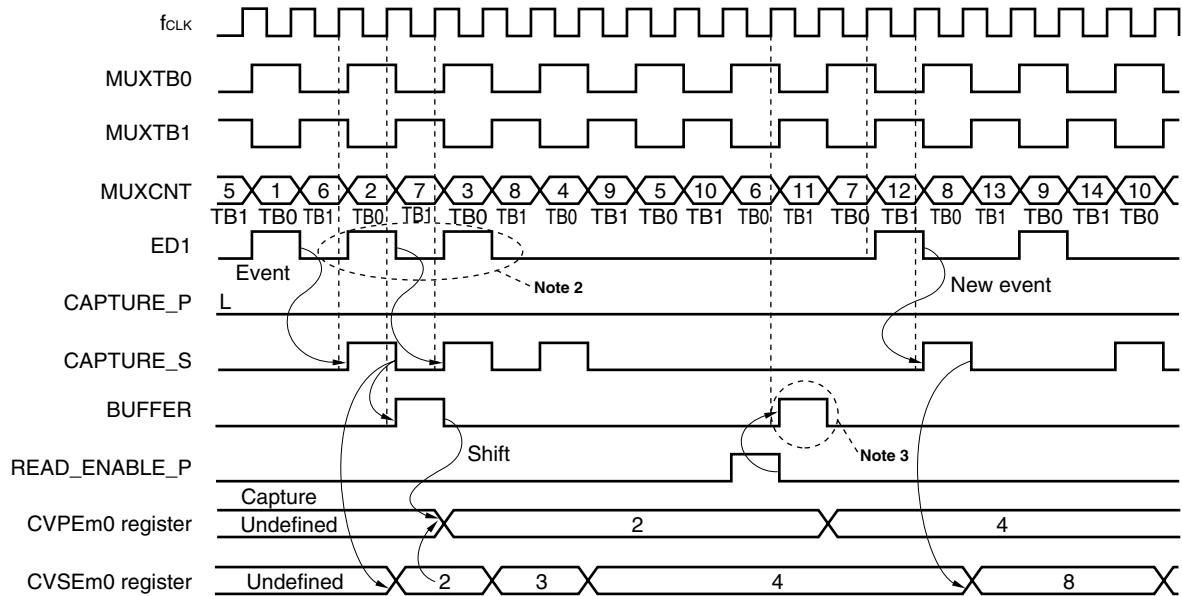 fCLK
MUXTB0
MUXTB1
MUXCNT 5 1 6 2 7 3 8 4 9 5 10 6 11 7 12 8 13 9 14 10
TB1 TB0 TB1 TB0 TB1 TB0 TB1 TB0 TB1 TB0 TB1 TB0 TB1 TB0 TB1 TB0 TB1 TB0 TB1 TB0
ED1
Event
Note 2
New event
CAPTURE_P L
CAPTURE_S
BUFFER
Shift
Note 3
READ_ENABLE_P
Capture
CVPEm0 register Undefined 2 4
CVSEm0 register Undefined 2 3 4 8